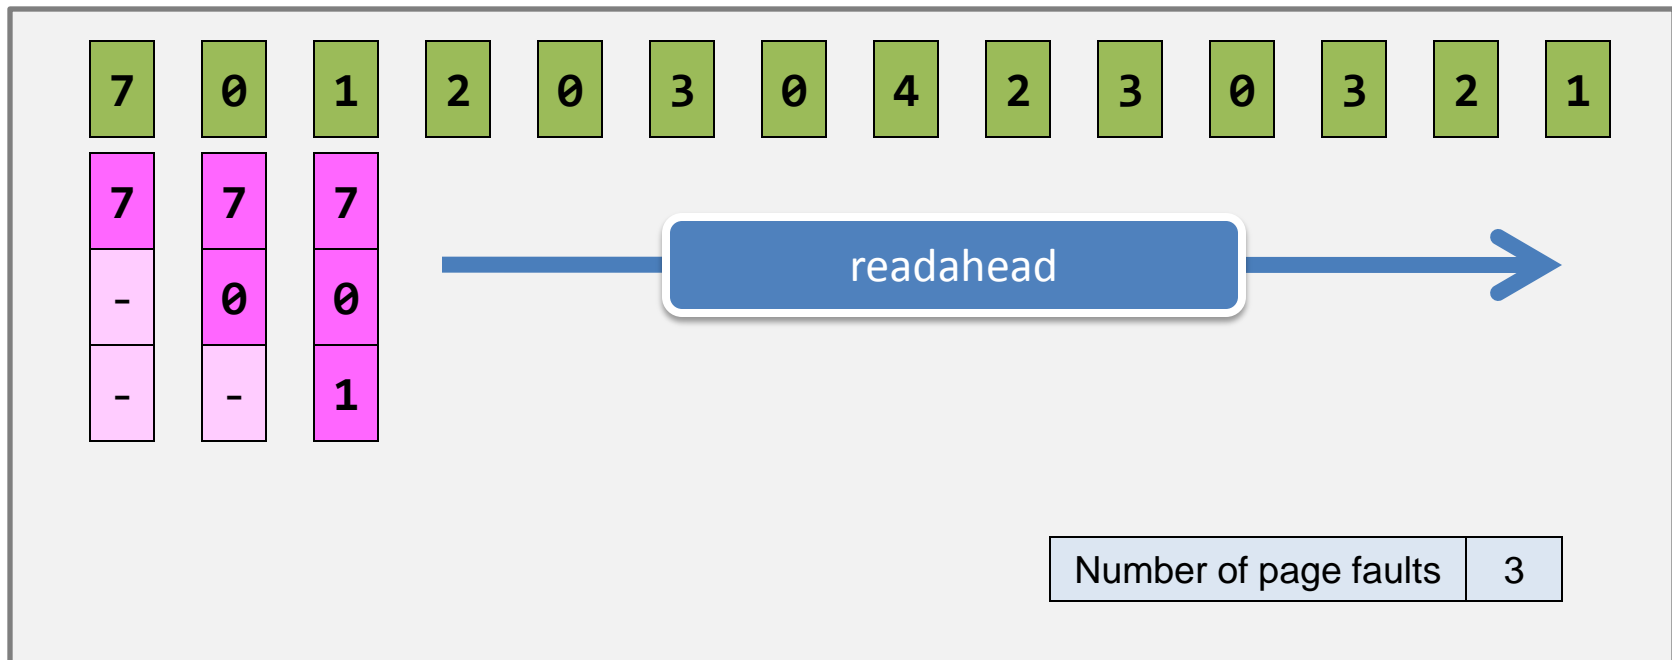 7 0 1 2 0 3 0 4 2 3 0 3 2 1
7 7 7
readahead
- 0 0
- - 1
Number of page faults 3